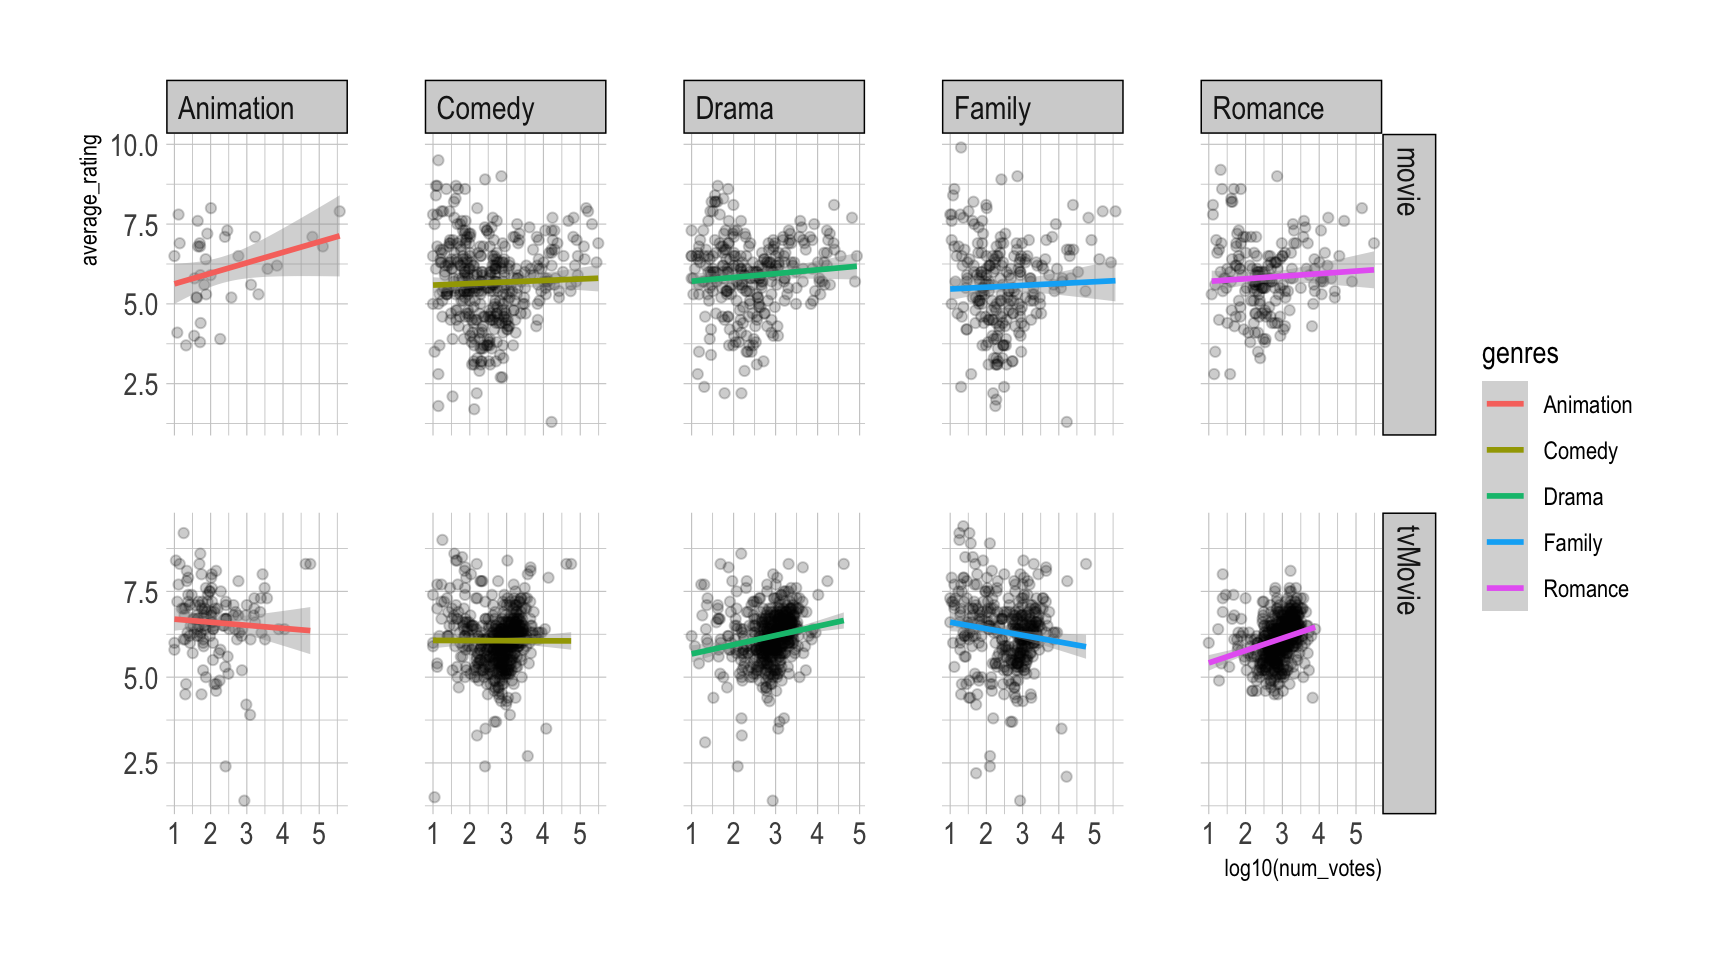 Animation
Comedy
Drama
Family
Romance
average_rating
10.0
7.5
5.0
2.5
movie
7.5
5.0
2.5
tvMovie
1 2 3 4 5
1 2 3 4 5
1 2 3 4 5
1 2 3 4 5
1 2 3 4 5
log10(num_votes)
genres
Animation
Comedy
Drama
Family
Romance